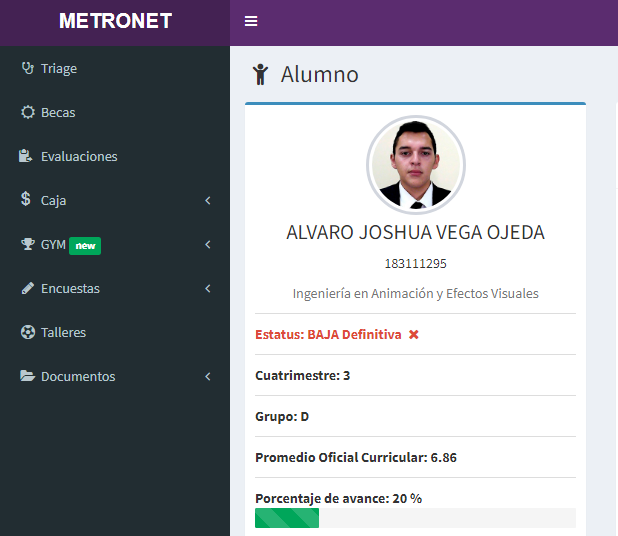 METRONET
Triage
Becas
Evaluaciones
Caja
GYM new
Encuestas
Talleres
Documentos
Alumno
ALVARO JOSHUA VEGA OJEDA
183111295
Ingeniería en Animación y Efectos Visuales
Estatus: BAJA Definitiva
Cuatrimestre: 3
Grupo: D
Promedio Oficial Curricular: 6.86
Porcentaje de avance: 20 %